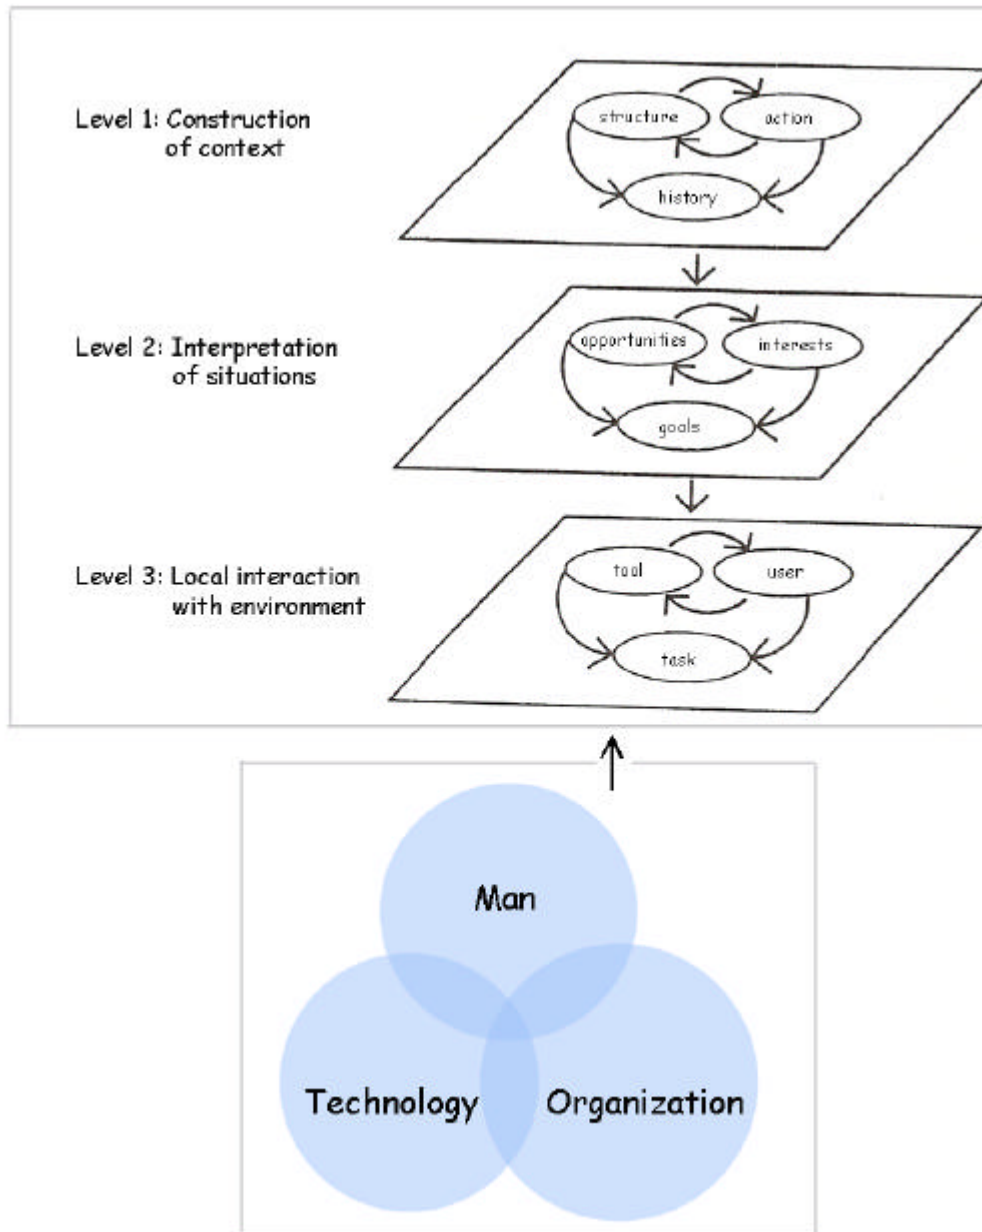 Level 1: Construction
of context
structure
action
history
Level 2: Interpretation
of situations
opportunities
interests
goals
Level 3: Local interaction
with environment
tool
user
task
Man
Technology
Organization